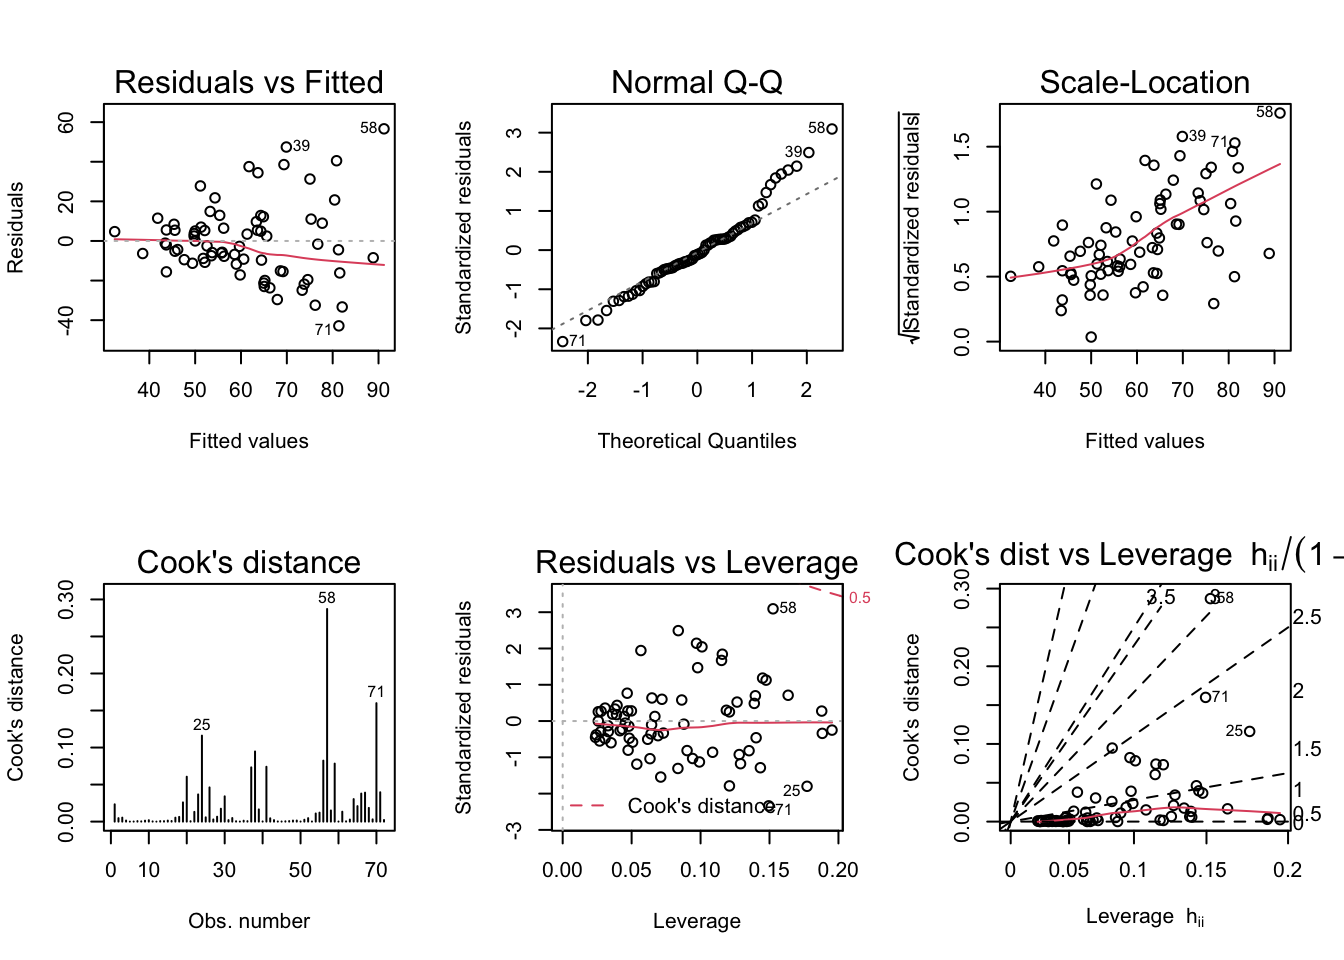 Residuals vs Fitted
Residuals
60
20
0
-40
58
39
71
40 50 60 70 80 90
Fitted values
Normal Q-Q
Standardized residuals
3
2
1
0
-1
-2
58
39
71
-2 -1 0 1 2
Theoretical Quantiles
Scale-Location
√|Standardized residuals|
1.5
1.0
0.5
0.0
58
39
71
40 50 60 70 80 90
Fitted values
Cook's distance
Cook's distance
0.30
0.20
0.10
0.00
58
71
25
0 10 30 50 70
Obs. number
Residuals vs Leverage
Standardized residuals
3
1
0
-1
-3
0.5
58
25
71
Cook's distance
0.00 0.05 0.10 0.15 0.20
Leverage
Cook's dist vs Leverage hii/(1 −
Cook's distance
0.30
0.20
0.10
0.00
3.5
3
58
2.5
71
2
25
1.5
1
0.5
0
0 0.05 0.1 0.15 0.2
Leverage hii